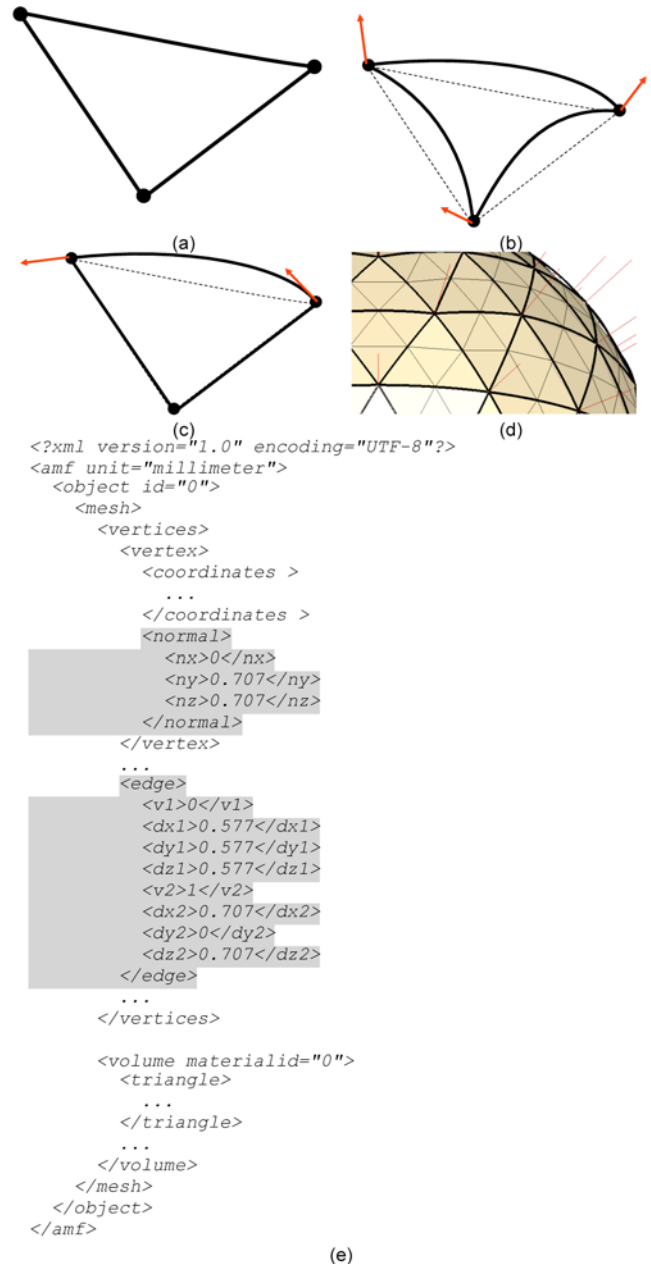 (a)
(b)
(c)
(d)
<?xml version="1.0" encoding="UTF-8"?>
<amf unit="millimeter">
<object id="0">
<mesh>
<vertices>
<vertex>
<coordinates >
...
</coordinates >
<normal>
<nx>0</nx>
<ny>0.707</ny>
<nz>0.707</nz>
</normal>
</vertex>
...
<edge>
<v1>0</v1>
<dx1>0.577</dx1>
<dy1>0.577</dy1>
<dz1>0.577</dz1>
<v2>1</v2>
<dx2>0.707</dx2>
<dy2>0</dy2>
<dz2>0.707</dz2>
</edge>
...
</vertices>
<volume materialid="0">
<triangle>
...
</triangle>
...
</volume>
</mesh>
</object>
</amf>
(e)